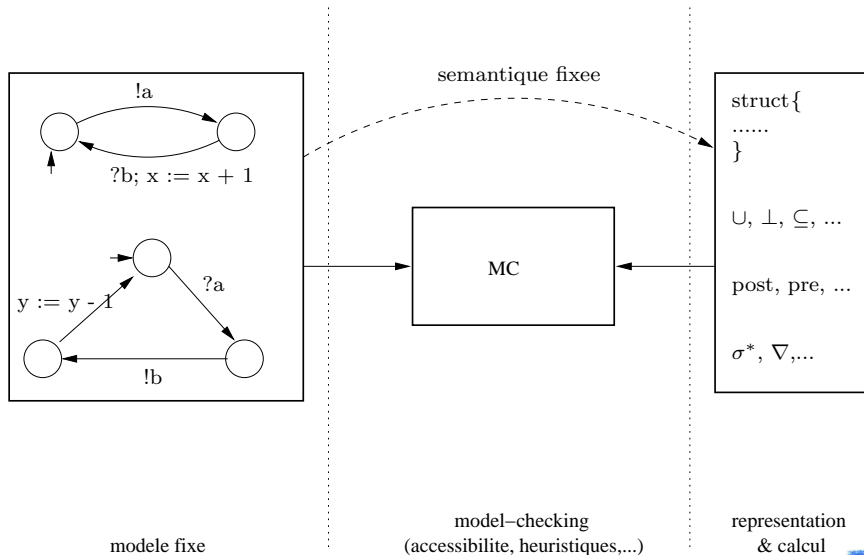 !a
?b; x := x + 1
y := y - 1
?a
!b
modele fixe
semantique fixee
MC
model-checking
(accessibilite, heuristiques,...)
struct{
......
}
∪, ⊥, ⊆, ...
post, pre, ...
σ*, ∇,...
representation
& calcul